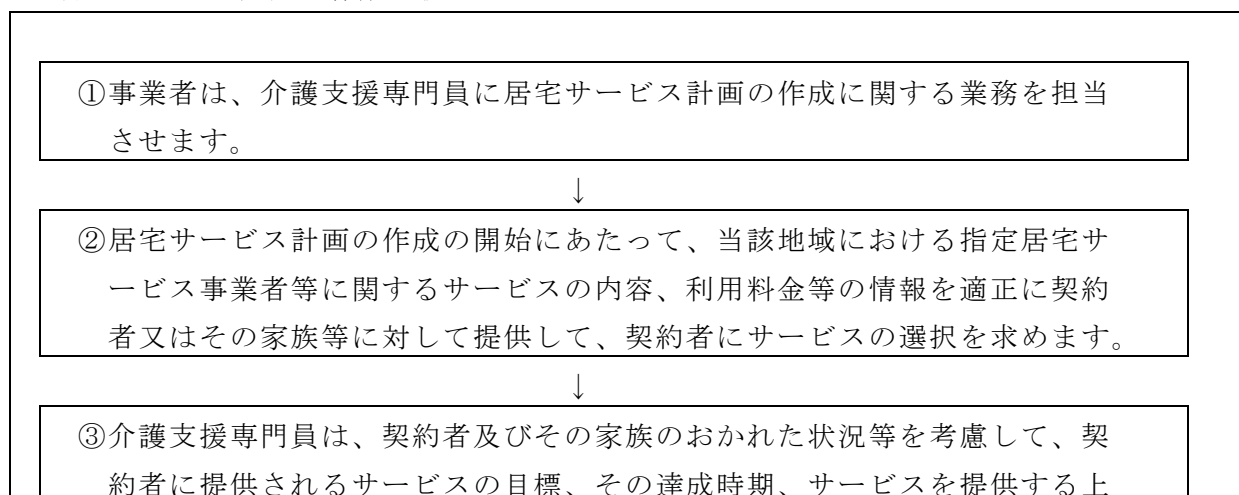 ①事業者は、介護支援専門員に居宅サービス計画の作成に関する業務を担当
させます。
↓
②居宅サービス計画の作成の開始にあたって、当該地域における指定居宅サ
ービス事業者等に関するサービスの内容、利用料金等の情報を適正に契約
者又はその家族等に対して提供して、契約者にサービスの選択を求めます。
↓
③介護支援専門員は、契約者及びその家族のおかれた状況等を考慮して、契
約者に提供されるサービスの目標、その達成時期、サービスを提供する上